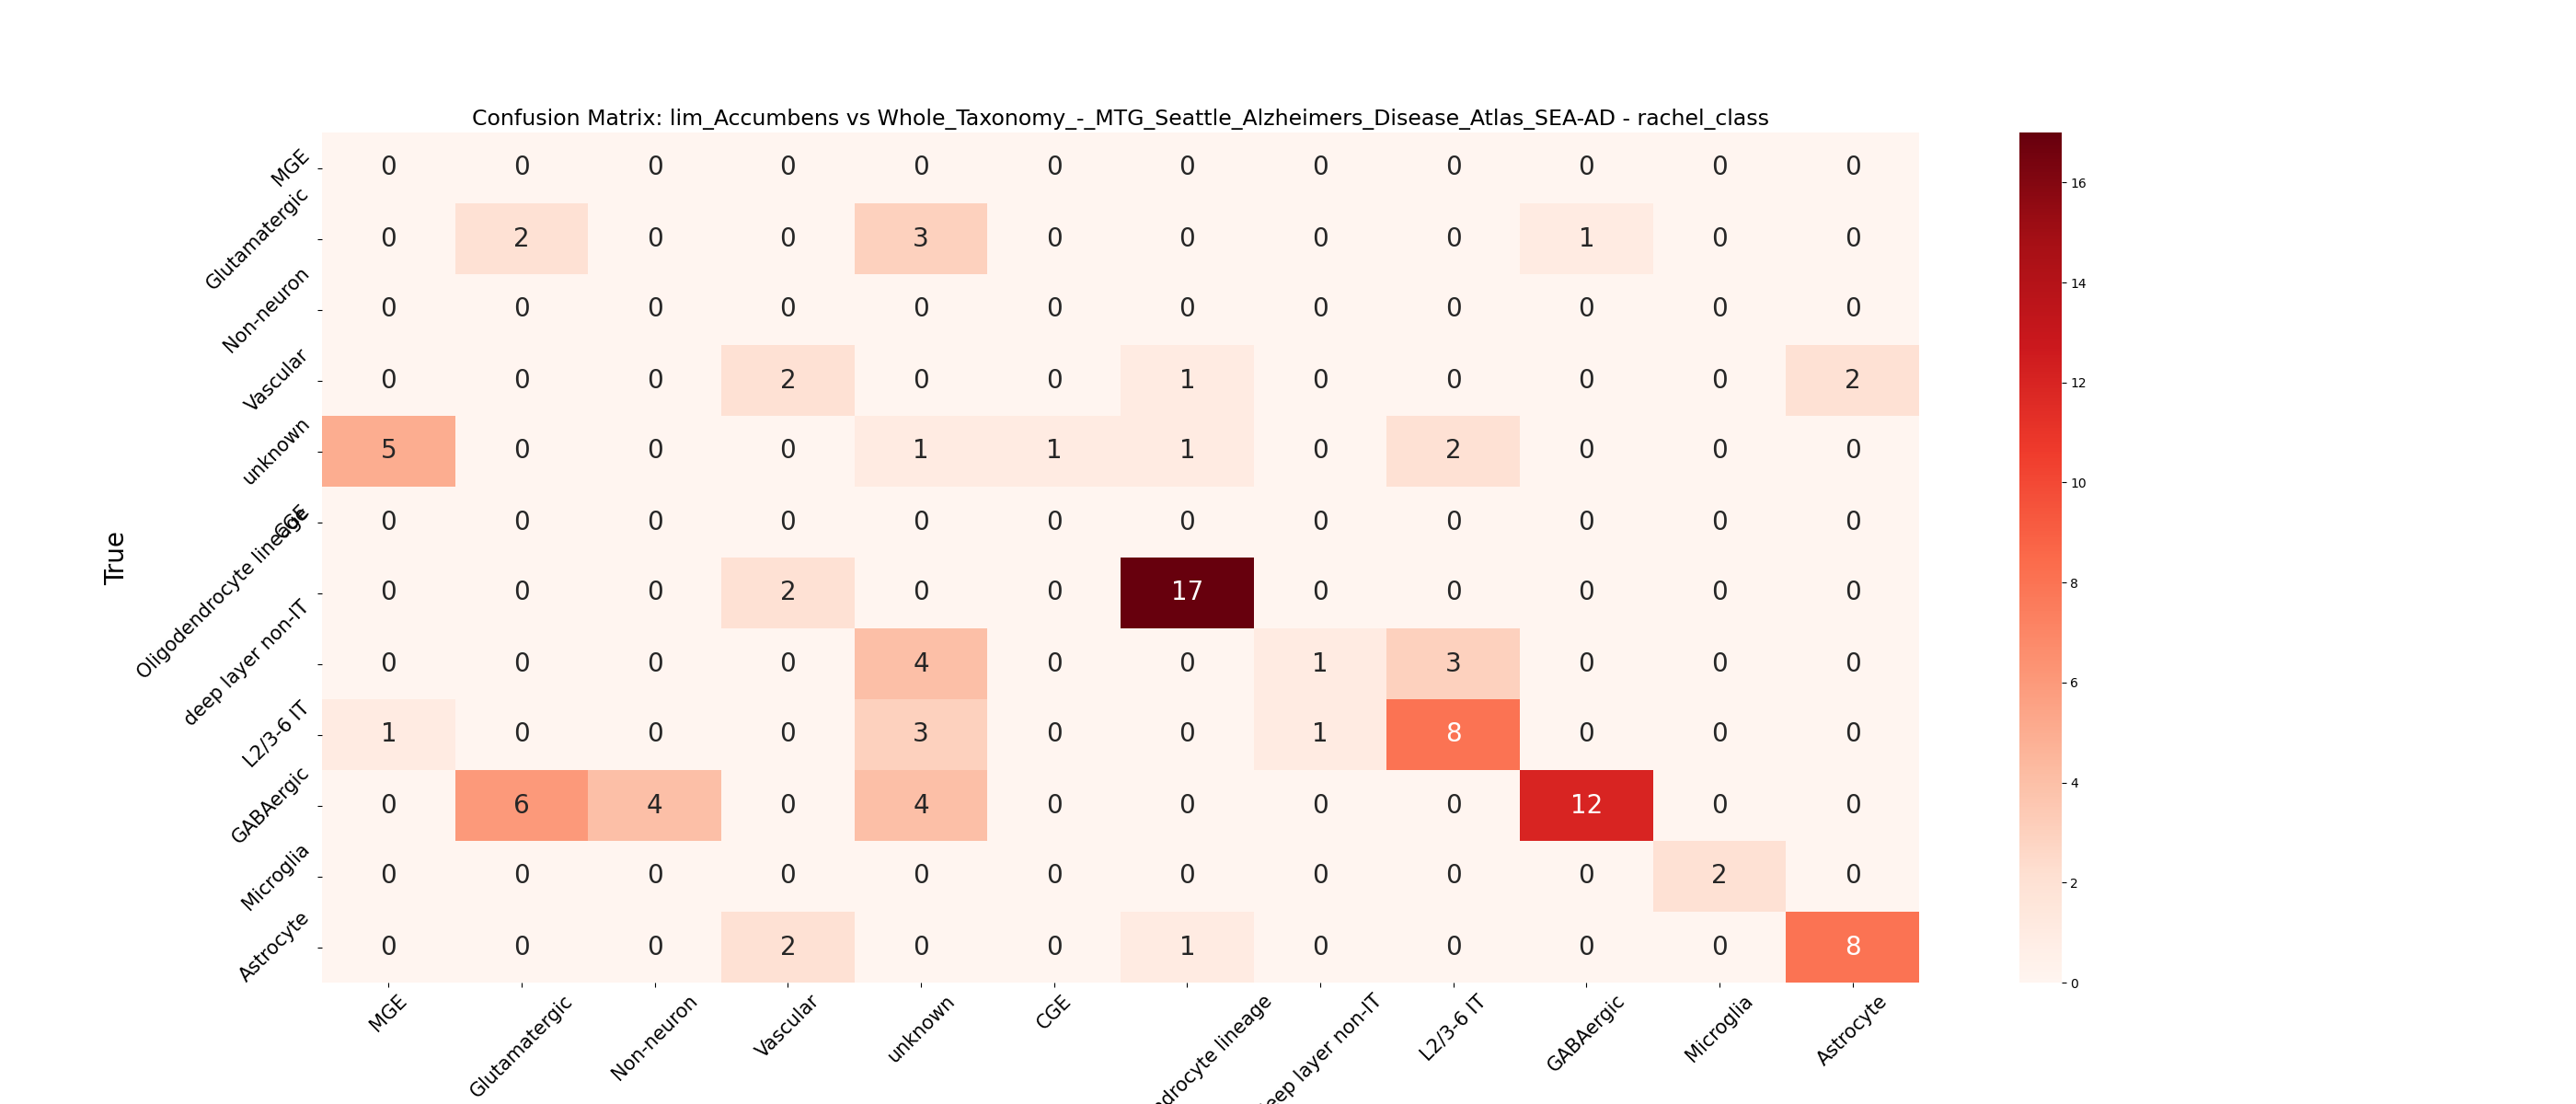 Confusion Matrix: lim_Accumbens vs Whole_Taxonomy_-_MTG_Seattle_Alzheimers_Disease_Atlas_SEA-AD - rachel_class
True
MGE 0 0 0 0 0 0 0 0 0 0 0 0
Glutamatergic 0 2 0 0 3 0 0 0 0 1 0 0
Non-neuron 0 0 0 0 0 0 0 0 0 0 0 0
Vascular 0 0 0 2 0 0 1 0 0 0 0 2
unknown 5 0 0 0 1 1 1 0 2 0 0 0
CGE 0 0 0 0 0 0 0 0 0 0 0 0
Oligodendrocyte lineage 0 0 0 2 0 0 17 0 0 0 0 0
deep layer non-IT 0 0 0 0 4 0 0 1 3 0 0 0
L2/3-6 IT 1 0 0 0 3 0 0 1 8 0 0 0
GABAergic 0 6 4 0 4 0 0 0 0 12 0 0
Microglia 0 0 0 0 0 0 0 0 0 0 2 0
Astrocyte 0 0 0 2 0 0 1 0 0 0 0 8
MGE Glutamatergic Non-neuron Vascular unknown CGE ndrocyte lineage eep layer non-IT L2/3-6 IT GABAergic Microglia Astrocyte
16
14
12
10
8
6
4
2
0